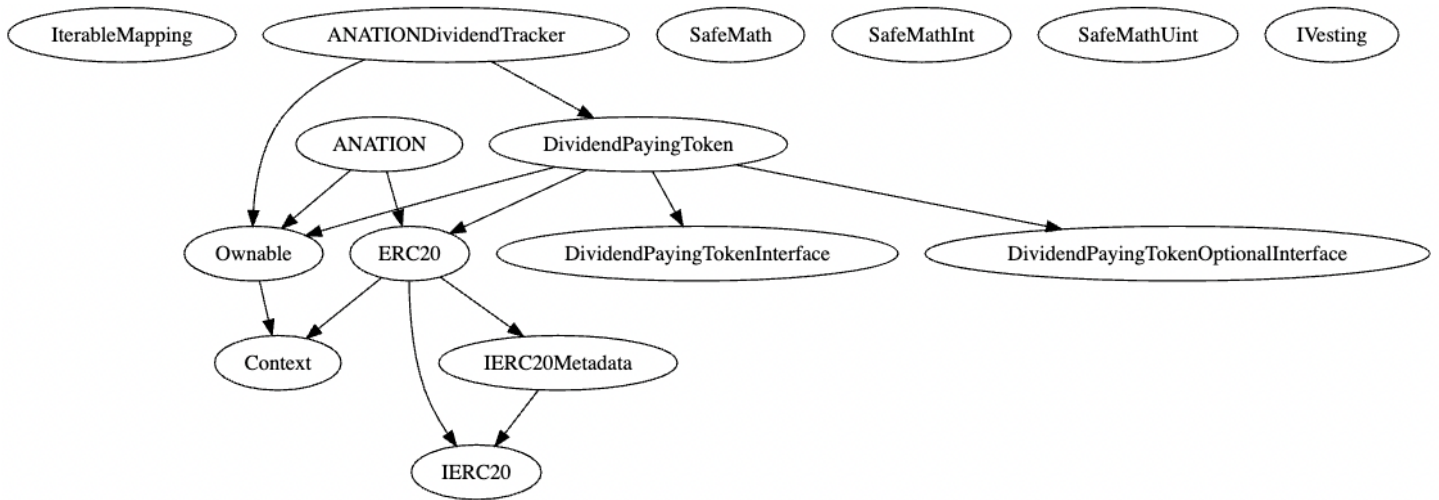 IterableMapping
ANATIONDividendTracker
SafeMath
SafeMathInt
SafeMathUint
IVesting
ANATION
DividendPayingToken
Ownable
ERC20
DividendPayingTokenInterface
DividendPayingTokenOptionalInterface
Context
IERC20Metadata
IERC20